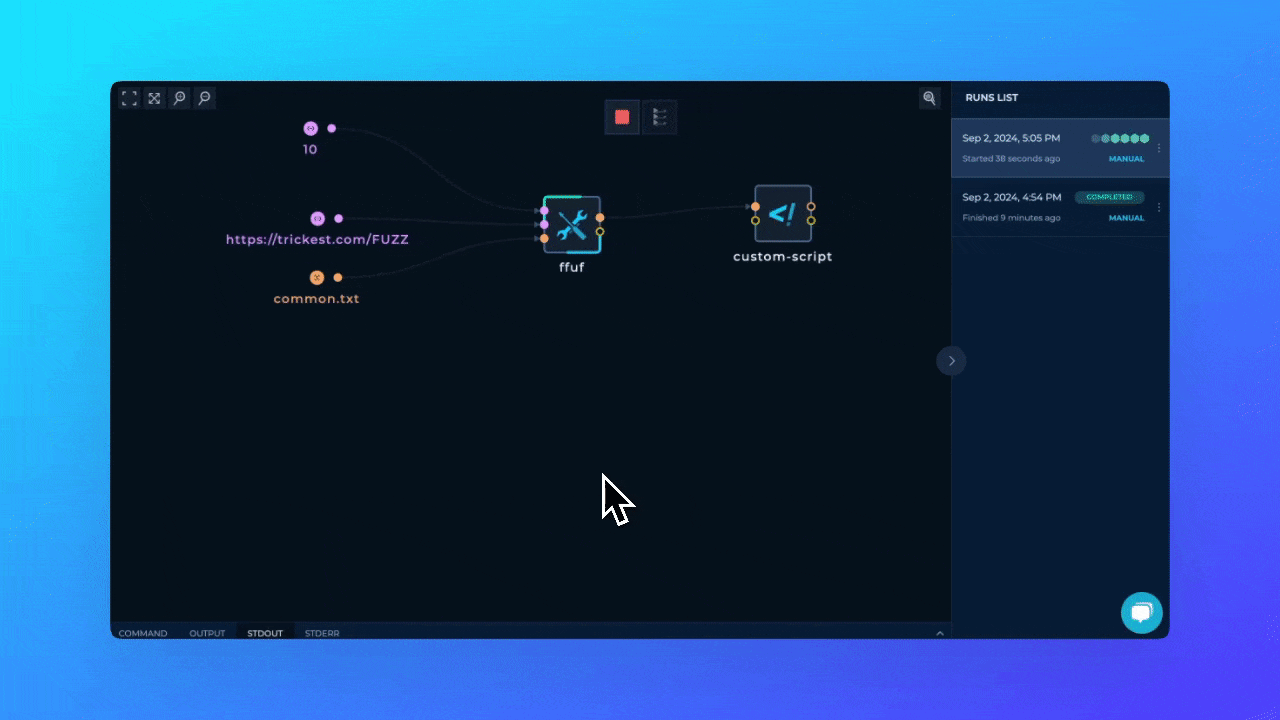 RUNS LIST
10
https://trickest.com/FUZZ
common.txt
ffuf
custom-script
Sep 2, 2024, 5:05 PM
Started 38 seconds ago
MANUAL
Sep 2, 2024, 4:54 PM
COMPLETED
Finished 9 minutes ago
MANUAL
COMMAND
OUTPUT
STDOUT
STDERR